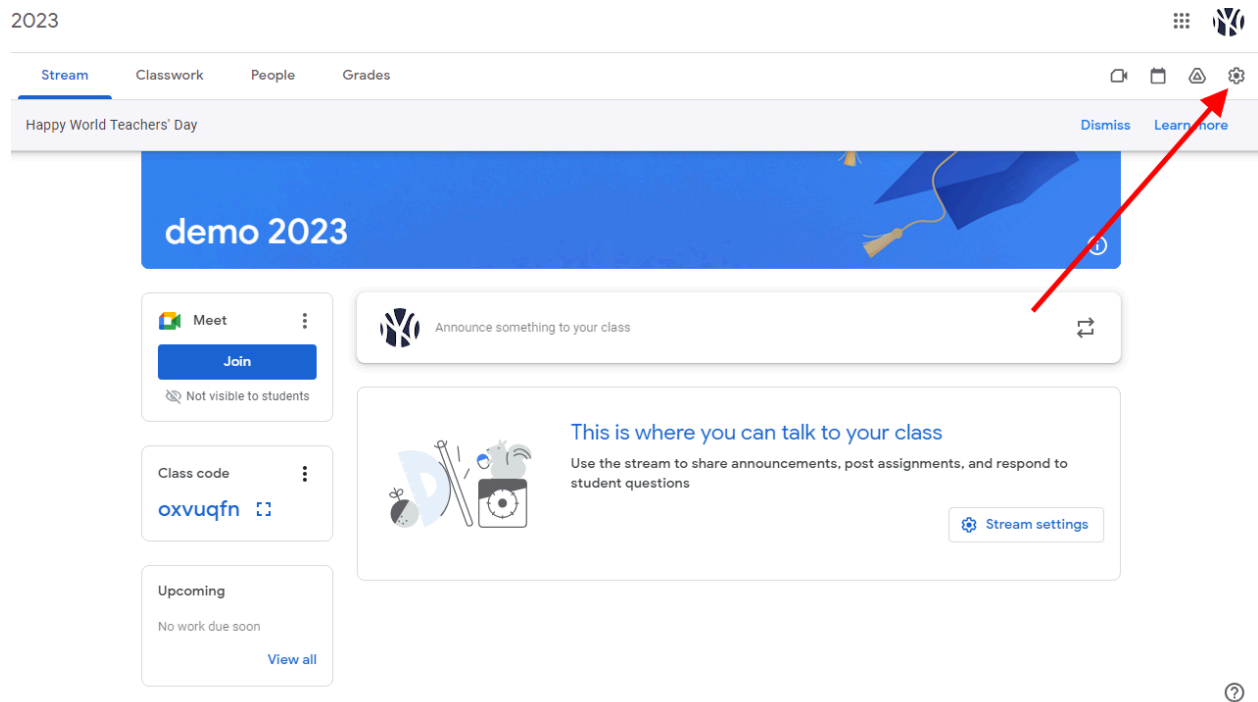 2023
Stream Classwork People Grades
Happy World Teachers' Day Dismiss Learn more
demo 2023
Meet
Join
Not visible to students
Announce something to your class
Class code
oxvuqfn
This is where you can talk to your class
Use the stream to share announcements, post assignments, and respond to
student questions
Stream settings
Upcoming
No work due soon
View all